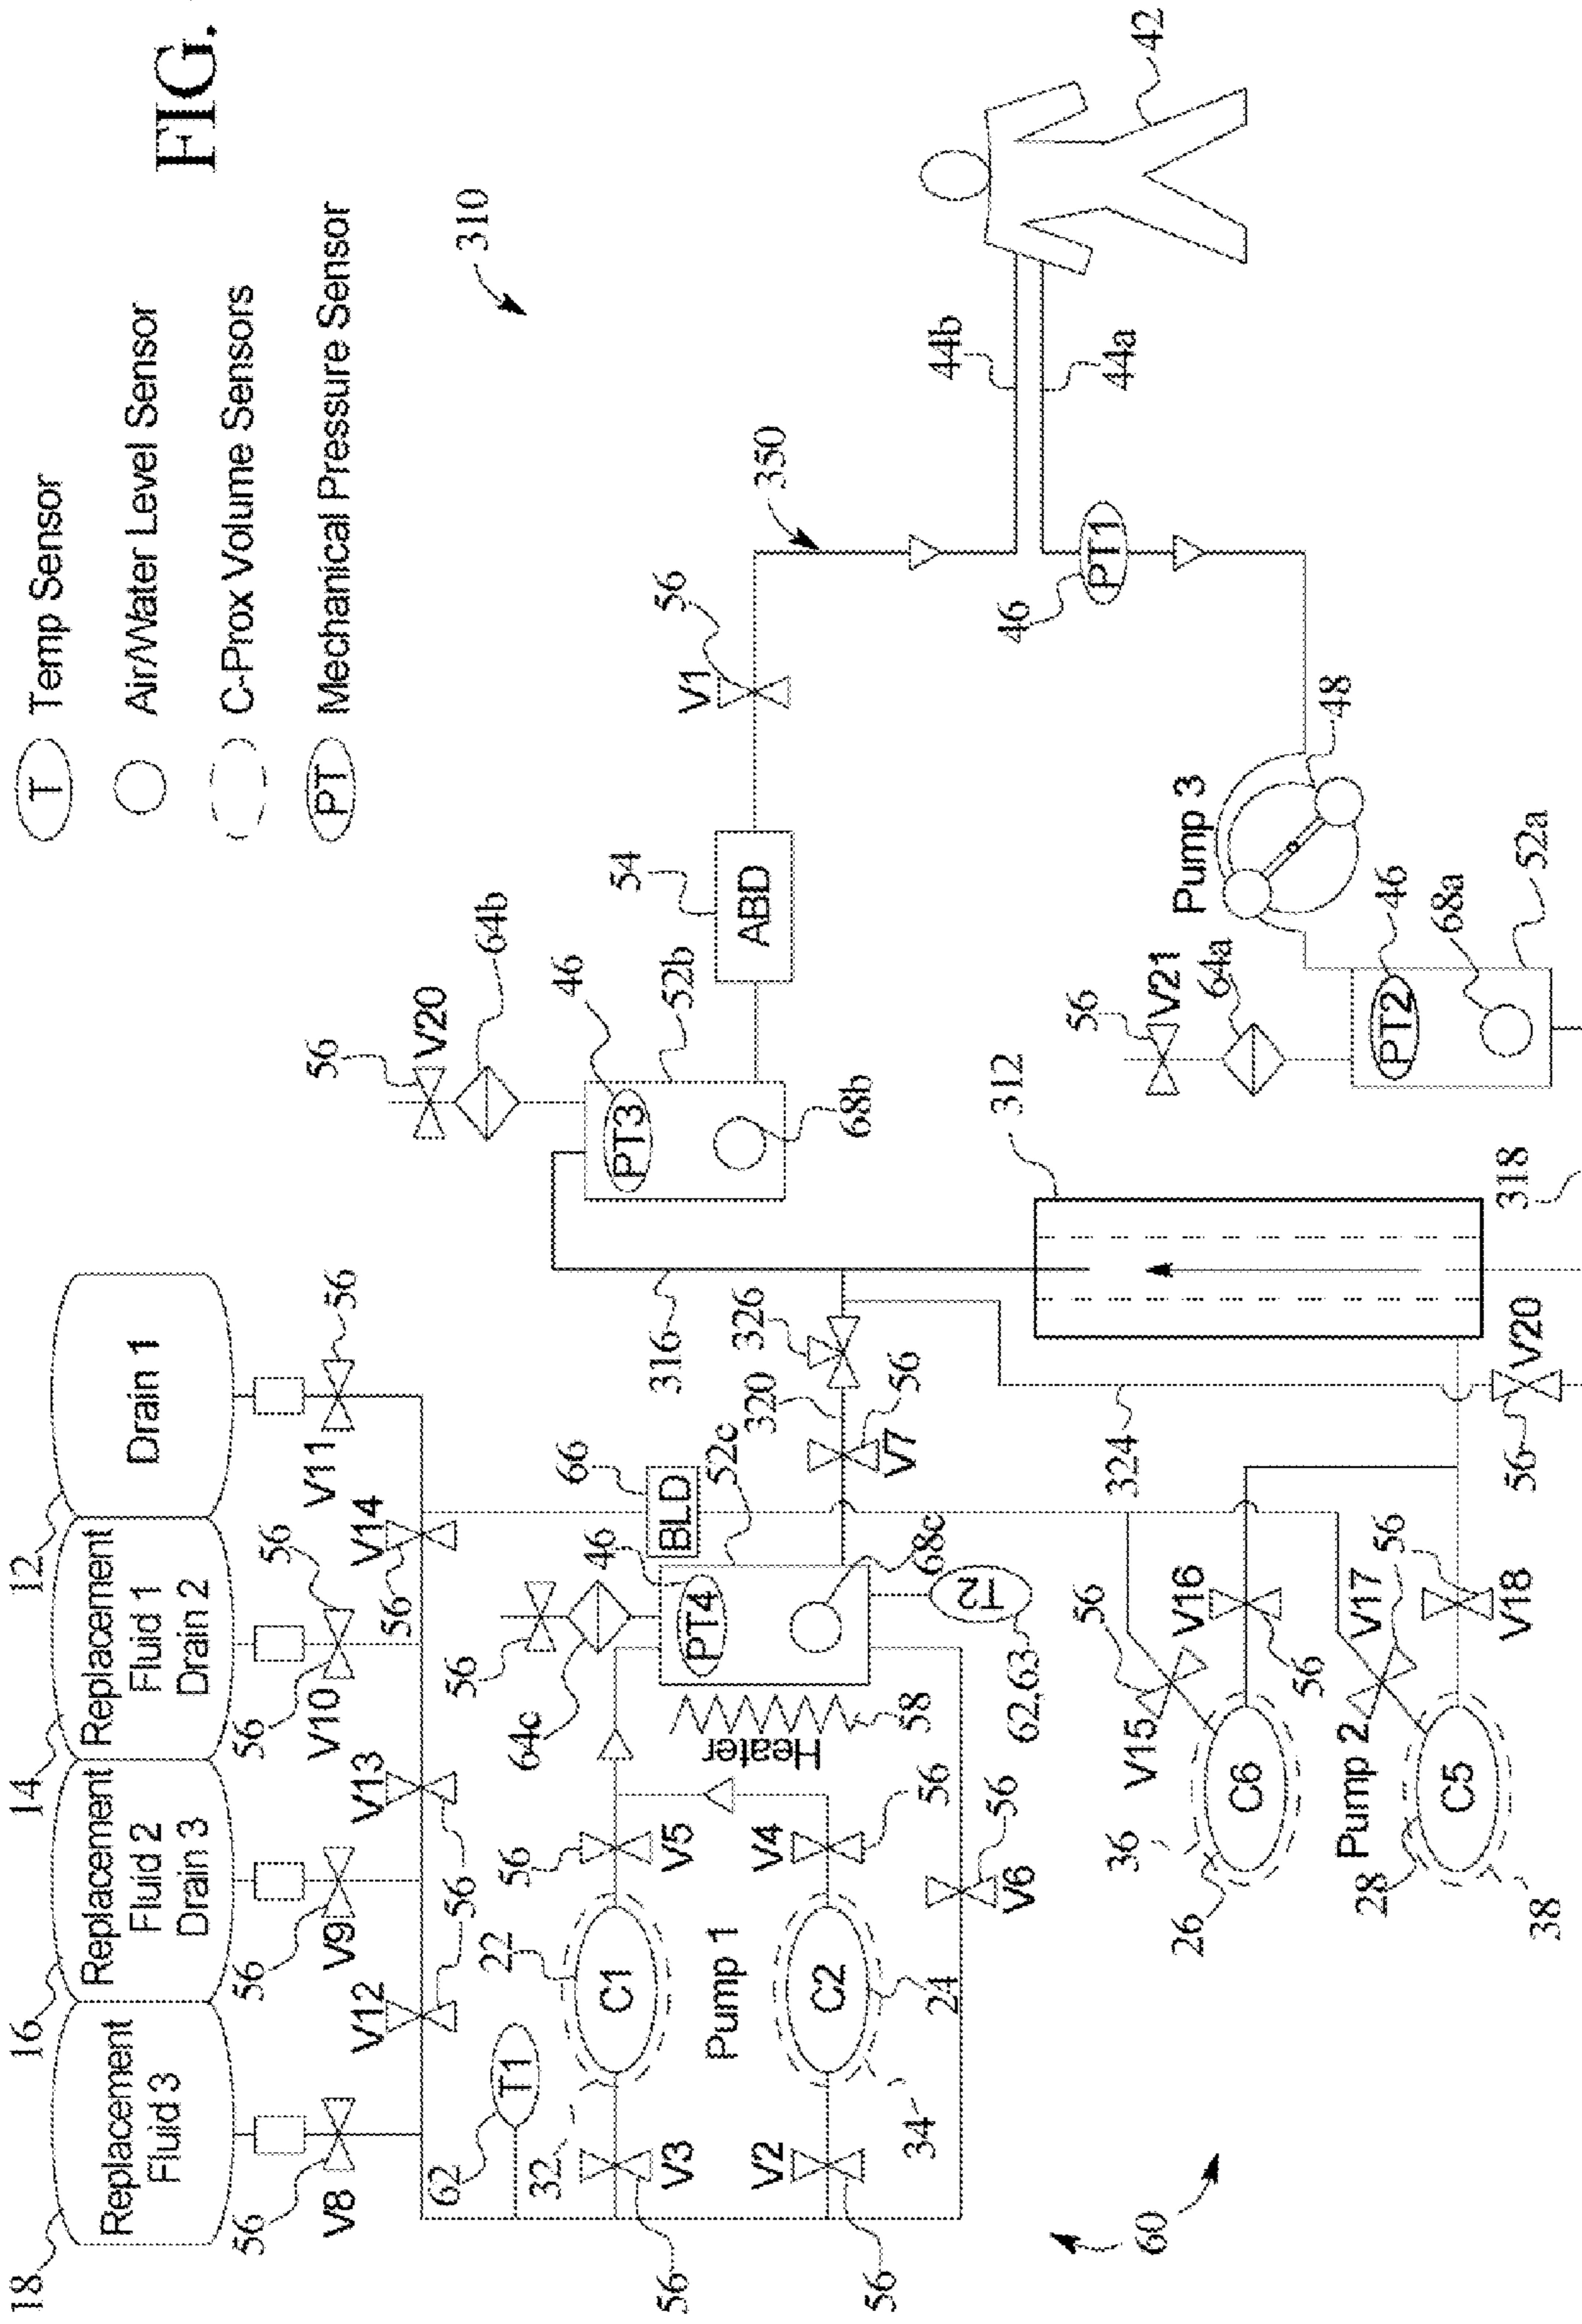 FIG.
T Temp Sensor
Air/Water Level Sensor
C-Prox Volume Sensors
PT Mechanical Pressure Sensor
310
18
16
14
12
Replacement
Fluid 3
Replacement
Fluid 2
Drain 3
Replacement
Fluid 1
Drain 2
Drain 1
56
V8
56
V9
56
V10
56
V11
56
V12
56
V13
56
V14
56
62
T1
32
22
C1
V3
56
56
V5
Pump 1
C2
24
34
V2
56
V4
56
V6
56
60
Heater
58
64c
56
46
PT4
68c
52c
66
BLD
T2
62,63
320
V7
56
326
316
324
56
V20
64b
46
PT3
68b
52b
54
ABD
V1
56
350
44b
44a
42
46
PT1
Pump 3
48
56
V21
64a
46
PT2
68a
52a
312
318
V20
56
V15
56
V16
56
36
C6
26
Pump 2
V17
56
V18
28
C5
38